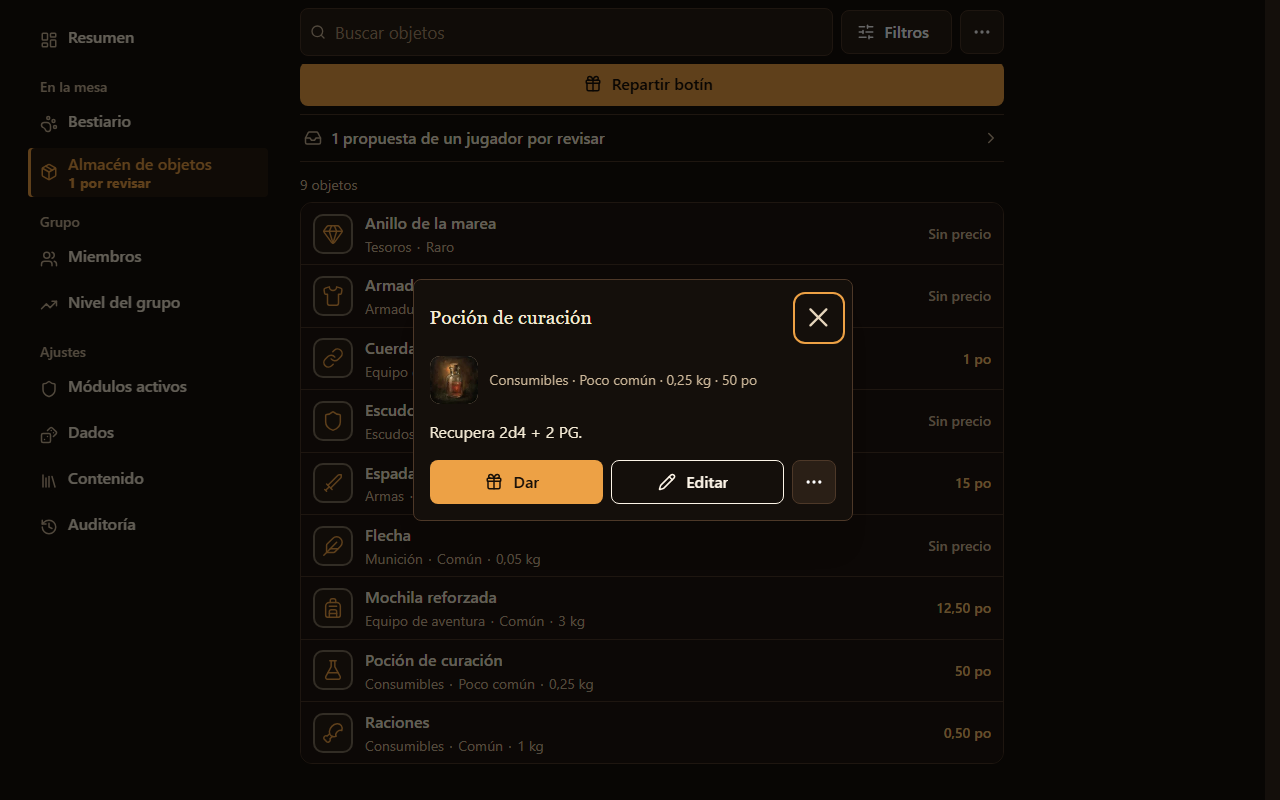 Resumen
En la mesa
Bestiario
Almacén de objetos
1 por revisar
Grupo
Miembros
Nivel del grupo
Ajustes
Módulos activos
Dados
Contenido
Auditoría
Buscar objetos
Filtros
Repartir botín
1 propuesta de un jugador por revisar
9 objetos
Anillo de la marea
Sin precio
Tesoros · Raro
Armad
Sin precio
Armadu
Cuerda
1 po
Equipo
Escudo
Sin precio
Escudos
Espada
15 po
Armas ·
Poción de curación
Consumibles · Poco común · 0,25 kg · 50 po
Recupera 2d4 + 2 PG.
Dar
Editar
Flecha
Sin precio
Munición · Común · 0,05 kg
Mochila reforzada
12,50 po
Equipo de aventura · Común · 3 kg
Poción de curación
50 po
Consumibles · Poco común · 0,25 kg
Raciones
0,50 po
Consumibles · Común · 1 kg